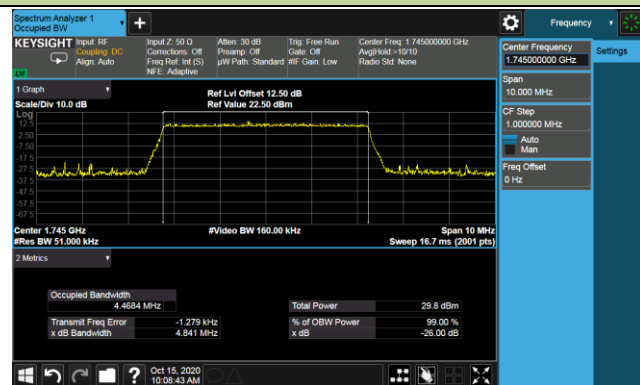 Spectrum Analyzer 1
Occupied BW
Frequency
KEYSIGHT
Input: RF
Coupling: DC
Align: Auto
Input Z: 50 Ω
Corrections: Off
Freq Ref: Int (S)
NFE: Adaptive
Atten: 30 dB
Preamp: Off
µW Path: Standard
Trig: Free Run
Gate: Off
#IF Gain: Low
Center Freq: 1.745000000 GHz
Avg|Hold:>10/10
Radio Std: None
Center Frequency
1.745000000 GHz
Settings
Span
10.000 MHz
CF Step
1.000000 MHz
Auto
Man
Freq Offset
0 Hz
1 Graph
Scale/Div 10.0 dB
Ref Lvl Offset 12.50 dB
Ref Value 22.50 dBm
Log
12.5
2.50
-7.50
-17.5
-27.5
-37.5
-47.5
-57.5
-67.5
Center 1.745 GHz
#Res BW 51.000 kHz
#Video BW 160.00 kHz
Span 10 MHz
Sweep 16.7 ms (2001 pts)
2 Metrics
Occupied Bandwidth
4.4684 MHz
Total Power 29.8 dBm
Transmit Freq Error -1.279 kHz
% of OBW Power 99.00 %
x dB Bandwidth 4.841 MHz
x dB -26.00 dB
?
Oct 15, 2020
10:08:43 AM